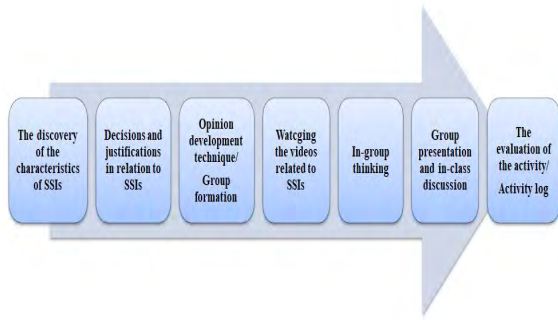 The discovery
of the
characteristics
of SSIs
Decisions and
justifications
in relation to
SSIs
Opinion
development
technique/
Group
formation
Watcging
the videos
related to
SSIs
In-group
thinking
Group
presentation
and in-class
discussion
The
evaluation of
the activity/
Activity log